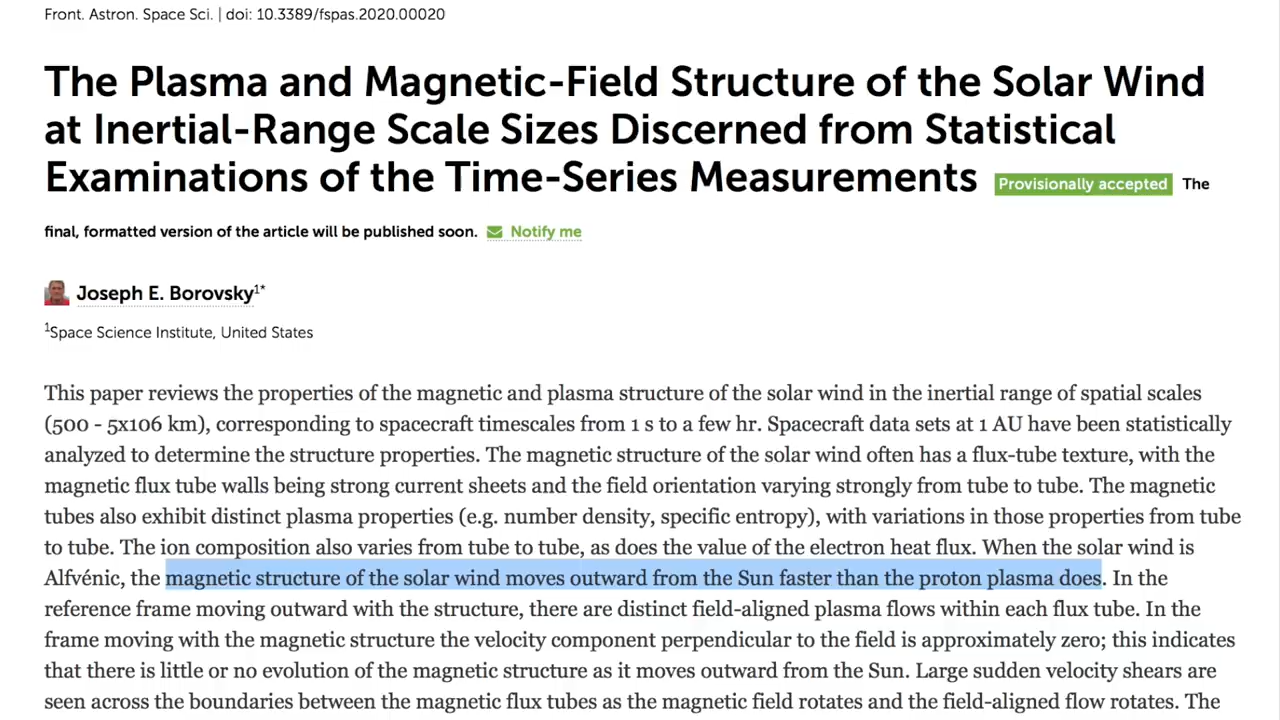 Front. Astron. Space Sci. | doi: 10.3389/fspas.2020.00020
The Plasma and Magnetic-Field Structure of the Solar Wind
at Inertial-Range Scale Sizes Discerned from Statistical
Examinations of the Time-Series Measurements Provisionally accepted The
final, formatted version of the article will be published soon. Notify me
Joseph E. Borovsky1*
1Space Science Institute, United States
This paper reviews the properties of the magnetic and plasma structure of the solar wind in the inertial range of spatial scales
(500 - 5x106 km), corresponding to spacecraft timescales from 1 s to a few hr. Spacecraft data sets at 1 AU have been statistically
analyzed to determine the structure properties. The magnetic structure of the solar wind often has a flux-tube texture, with the
magnetic flux tube walls being strong current sheets and the field orientation varying strongly from tube to tube. The magnetic
tubes also exhibit distinct plasma properties (e.g. number density, specific entropy), with variations in those properties from tube
to tube. The ion composition also varies from tube to tube, as does the value of the electron heat flux. When the solar wind is
Alfvénic, the magnetic structure of the solar wind moves outward from the Sun faster than the proton plasma does. In the
reference frame moving outward with the structure, there are distinct field-aligned plasma flows within each flux tube. In the
frame moving with the magnetic structure the velocity component perpendicular to the field is approximately zero; this indicates
that there is little or no evolution of the magnetic structure as it moves outward from the Sun. Large sudden velocity shears are
seen across the boundaries between the magnetic flux tubes as the magnetic field rotates and the field-aligned flow rotates. The